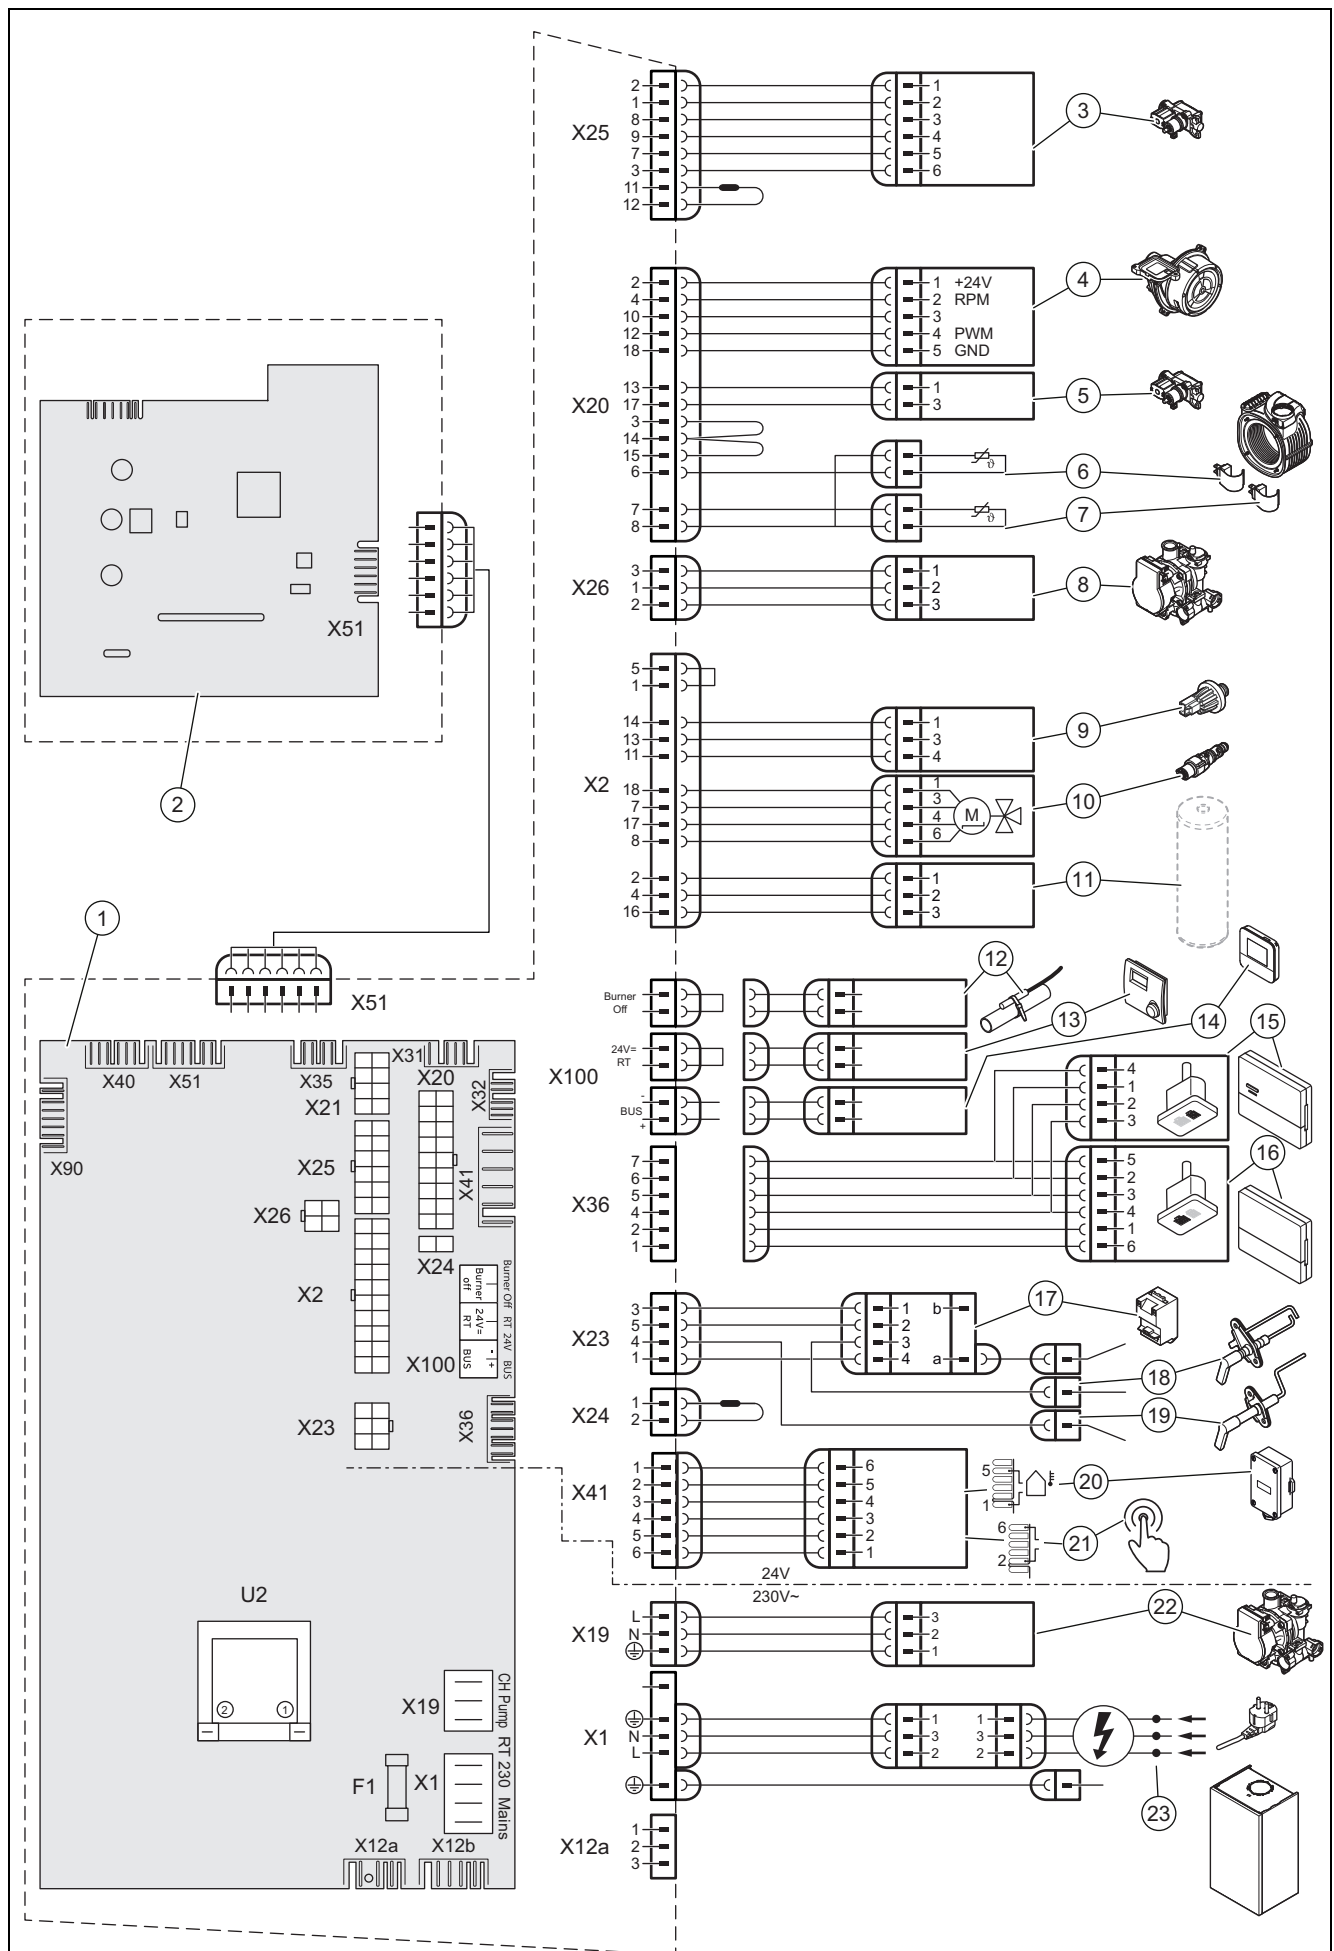 X25
2 1
1 2
8 3
9 4
7 5
3 6
11
12
3
X20
2 1 +24V
4 2 RPM
10 3
12 4 PWM
18 5 GND
4
13 1
17 3
5
3
14
15
6
ϑ
6
7
8
ϑ
7
X26
3 1
1 2
2 3
8
X2
5
1
14 1
13 3
11 4
9
18 1
7 3
17 4
8 6
M
10
2 1
4 2
16 3
11
X51
2
1
X51
X100
Burner
Off
12
24V=
RT
13
-
BUS
+
14
4
1
2
3
15
X36
7 5
6 2
5 3
4 4
2 1
1 6
16
X23
3 1 b
5 2
4 3
1 4 a
17
18
19
X24
1
2
X41
1 6
2 5
3 4
4 3
5 2
6 1
5
1
20
6
2
21
24V
230V~
X19
L 3
N 2
1
22
X1
1 1
N 3 3
L 2 2
23
X12a
1
2
3
X40
X51
X35
X31
X20
X32
X21
X90
X25
X41
X26
X24
X2
Burner
off
24V=
RT
BUS
- +
Burner Off RT 24V BUS
X100
X23
X36
U2
2
1
X19
CH Pump RT 230 Mains
F1
X1
X12a
X12b